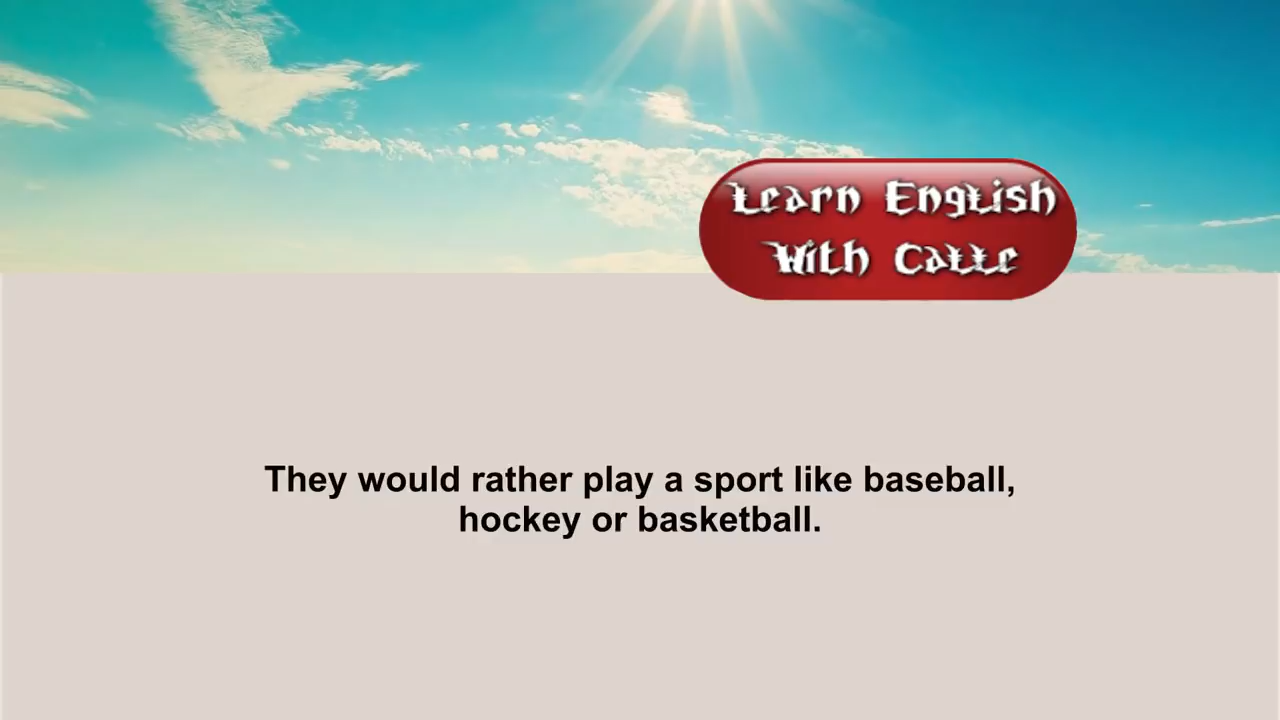 Learn English
With Calle
They would rather play a sport like baseball,
hockey or basketball.